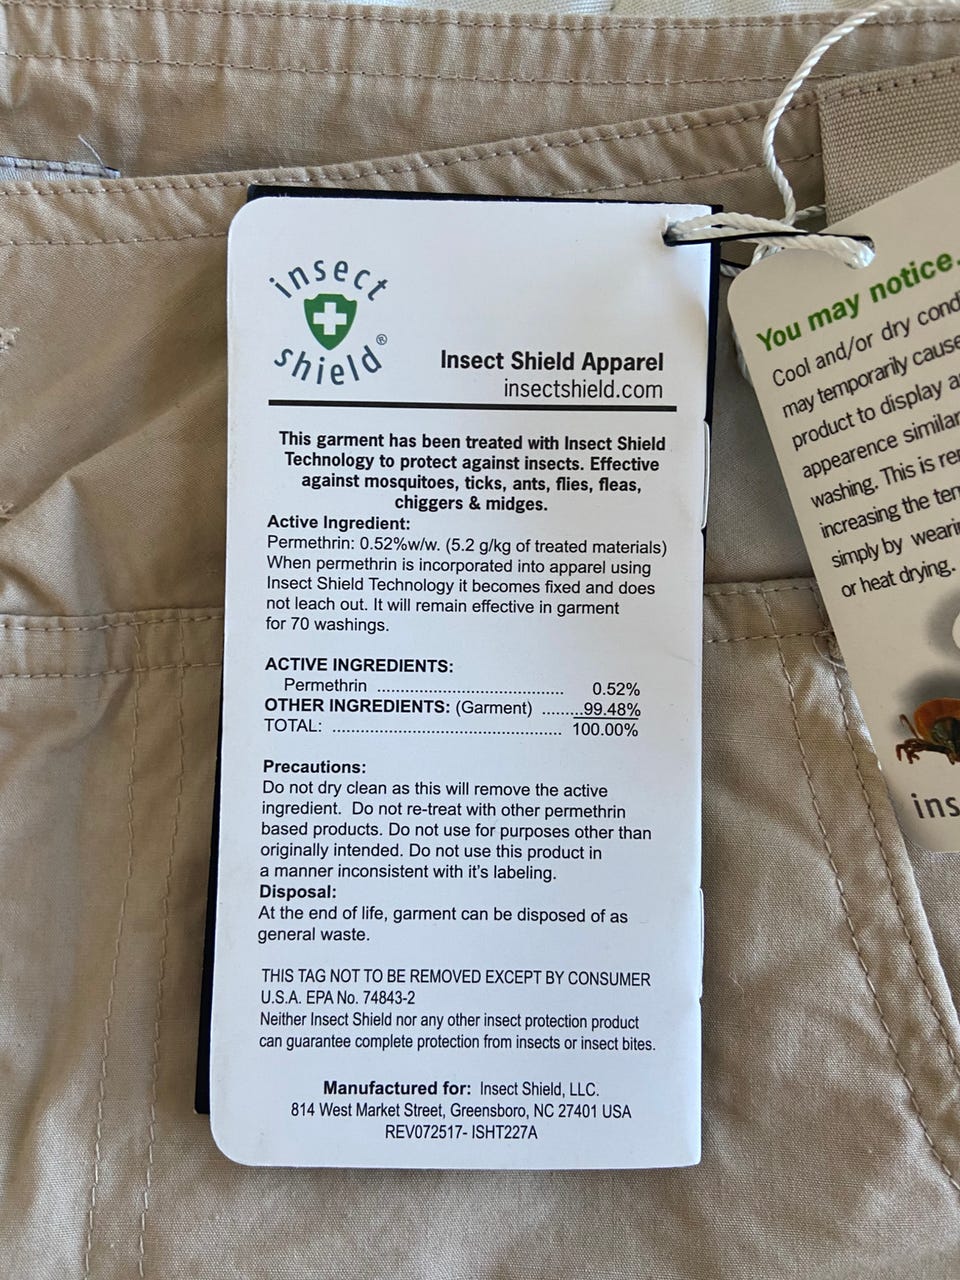 insect
shield®
Insect Shield Apparel
insectshield.com
This garment has been treated with Insect Shield
Technology to protect against insects. Effective
against mosquitoes, ticks, ants, flies, fleas,
chiggers & midges.
Active Ingredient:
Permethrin: 0.52%w/w. (5.2 g/kg of treated materials)
When permethrin is incorporated into apparel using
Insect Shield Technology it becomes fixed and does
not leach out. It will remain effective in garment
for 70 washings.
ACTIVE INGREDIENTS:
Permethrin ........................................ 0.52%
OTHER INGREDIENTS: (Garment) .........99.48%
TOTAL: ................................................. 100.00%
Precautions:
Do not dry clean as this will remove the active
ingredient. Do not re-treat with other permethrin
based products. Do not use for purposes other than
originally intended. Do not use this product in
a manner inconsistent with it's labeling.
Disposal:
At the end of life, garment can be disposed of as
general waste.
THIS TAG NOT TO BE REMOVED EXCEPT BY CONSUMER
U.S.A. EPA No. 74843-2
Neither Insect Shield nor any other insect protection product
can guarantee complete protection from insects or insect bites.
Manufactured for: Insect Shield, LLC.
814 West Market Street, Greensboro, NC 27401 USA
REV072517- ISHT227A
You may notice.
Cool and/or dry
may temporarily cause
product to display
appearence
washing. This is
increasing the
simply by
or heat drying.